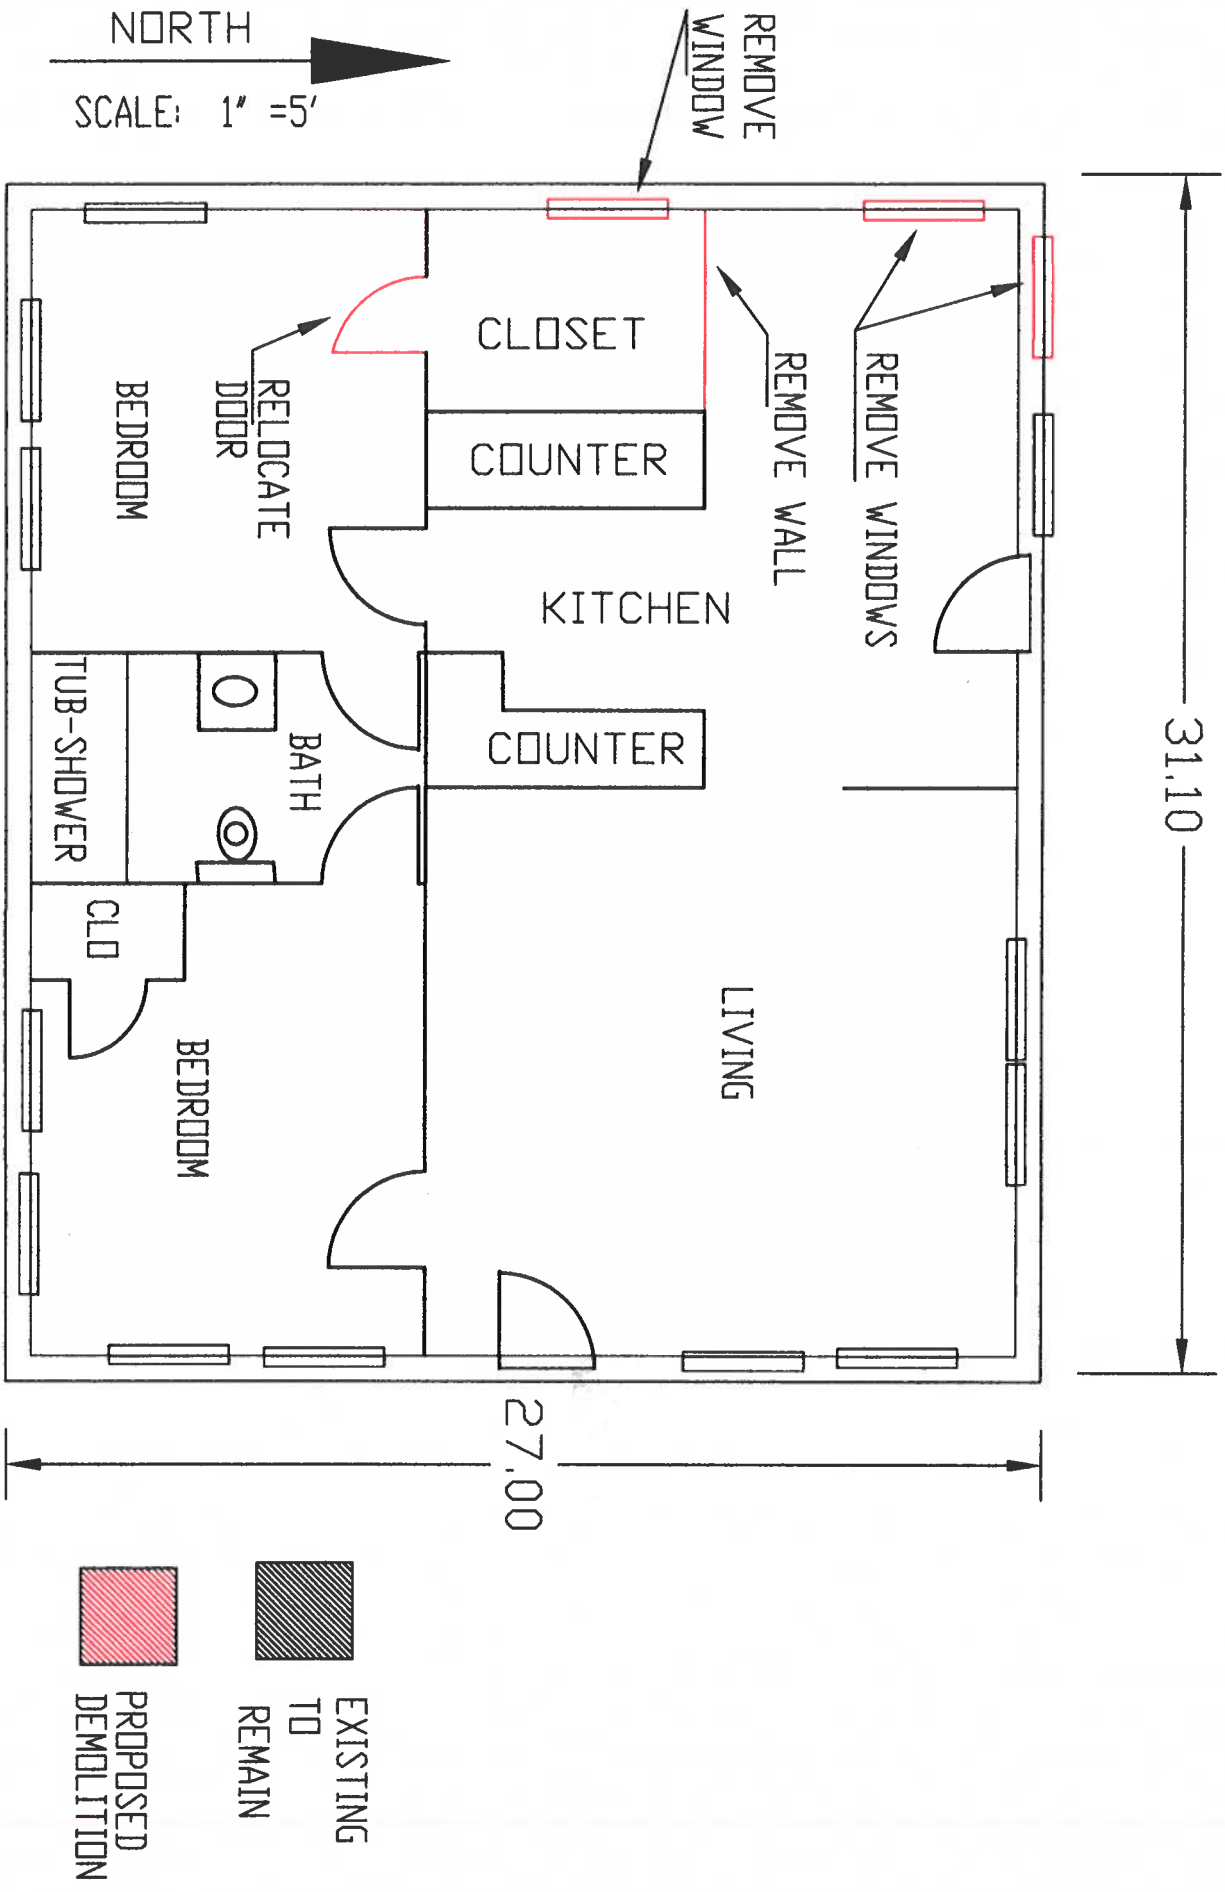 NORTH
SCALE: 1" =5'
REMOVE
WINDOW
31.10
REMOVE WINDOWS
REMOVE WALL
CLOSET
COUNTER
RELOCATE
DOOR
BEDROOM
KITCHEN
COUNTER
BATH
TUB-SHOWER
CLO
LIVING
BEDROOM
27.00
EXISTING
TO
REMAIN
PROPOSED
DEMOLITION